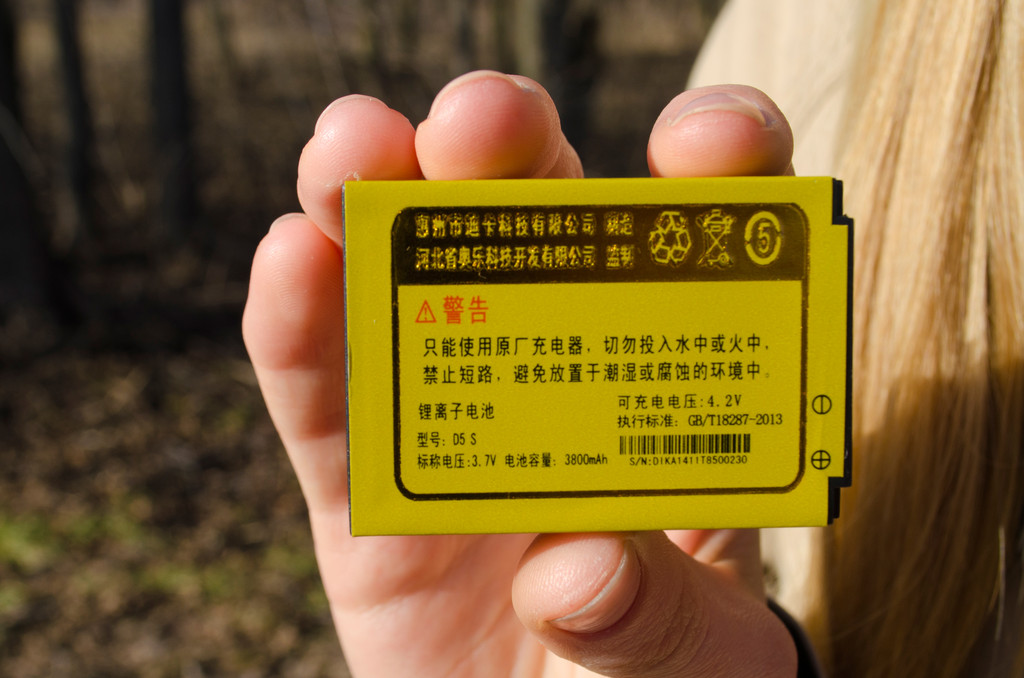 惠州市迪卡科技有限公司 制造
河北省奥乐科技开发有限公司 监制
5
警告
只能使用原厂充电器，切勿投入水中或火中，
禁止短路，避免放置于潮湿或腐蚀的环境中。
锂离子电池
可充电电压:4.2V
执行标准: GB/T18287-2013
型号: D5 S
标称电压:3.7V 电池容量: 3800mAh
S/N:DIKA1411T8500230